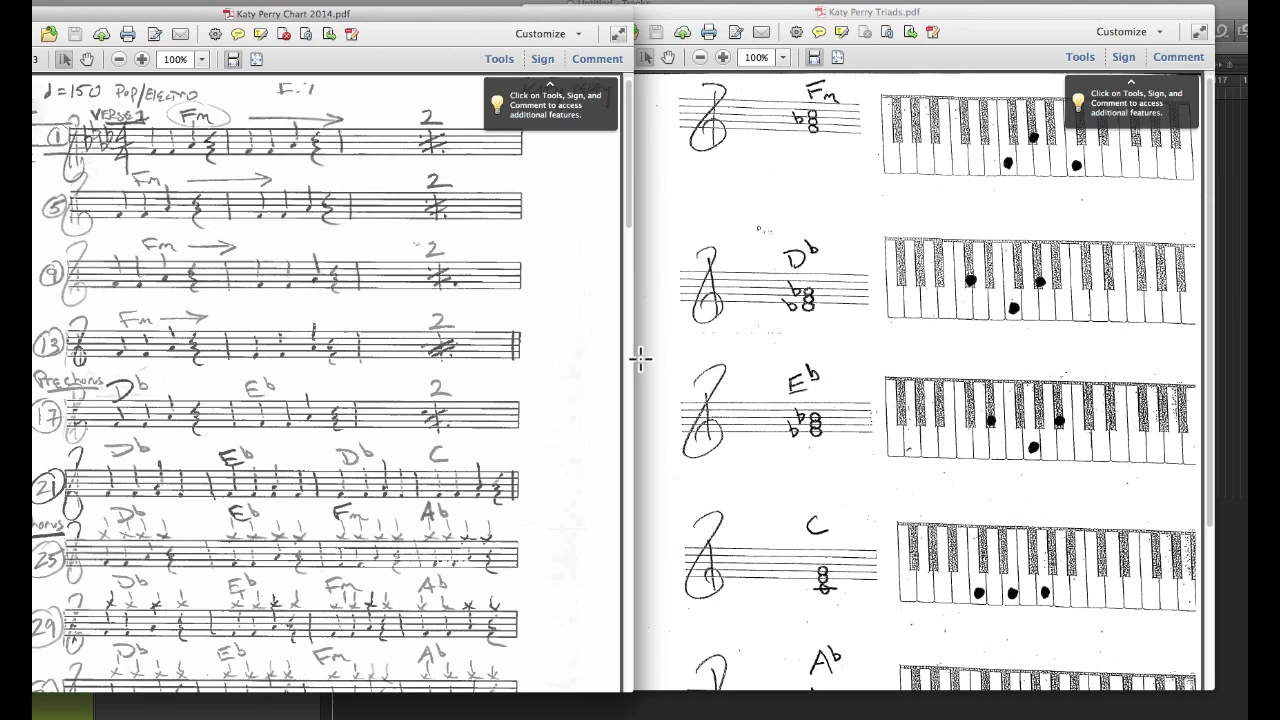 Katy Perry Chart 2014.pdf
Customize
100%
Tools
Sign
Comment
Click on Tools, Sign, and
Comment to access
additional features.
♩=150 Pop/Electro
VERSE 1
1 4 Fm 2
5 Fm 2
9 Fm 2
13 Fm 2
Prechorus
17 Db Eb 2
21 Db Eb Db C
horus
25 Db Eb Fm Ab
29 Db Eb Fm Ab
Db Eb Fm Ab
Katy Perry Triads.pdf
Customize
100%
Tools
Sign
Comment
Click on Tools, Sign, and
Comment to access
additional features.
Fm
Db
Eb
C
Ab
17